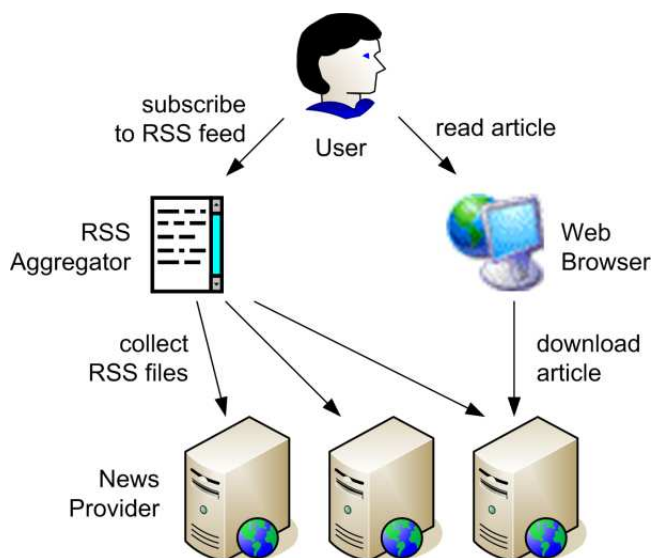 subscribe
to RSS feed
User
read article
RSS
Aggregator
Web
Browser
collect
RSS files
download
article
News
Provider